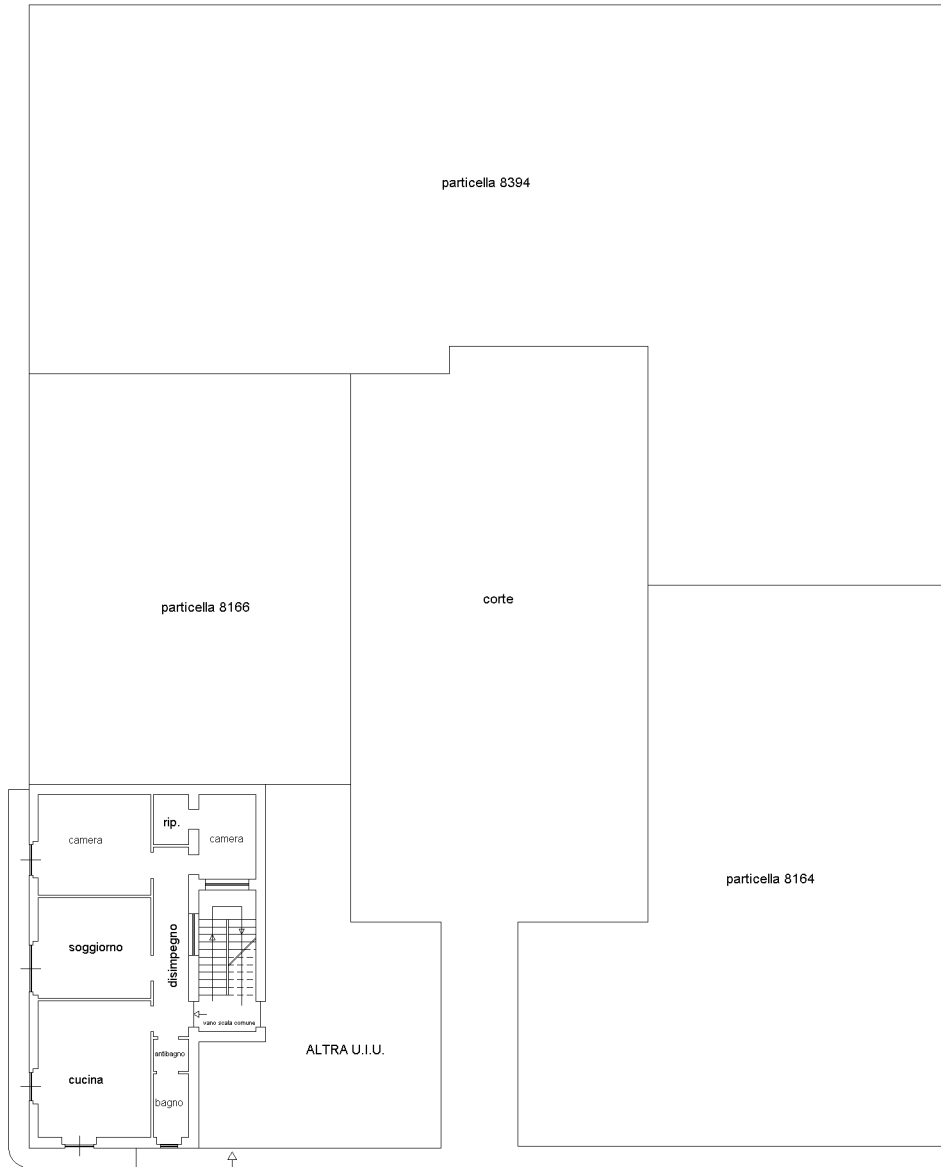 particella 8394
particella 8166
corte
particella 8164
camera
rip.
camera
soggiorno
disimpegno
vano scala comune
antibagno
ALTRA U.I.U.
cucina
bagno